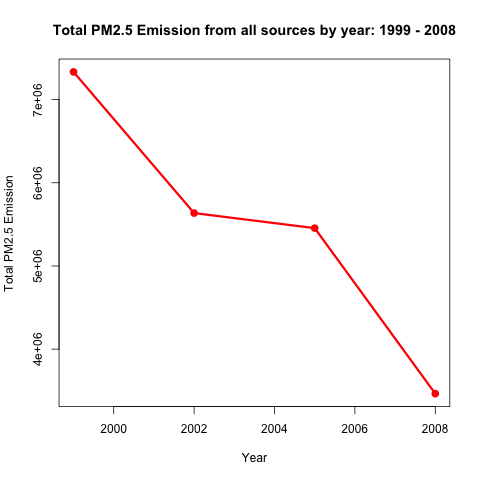 Total PM2.5 Emission from all sources by year: 1999 - 2008
Total PM2.5 Emission
7e+06
6e+06
5e+06
4e+06
2000 2002 2004 2006 2008
Year